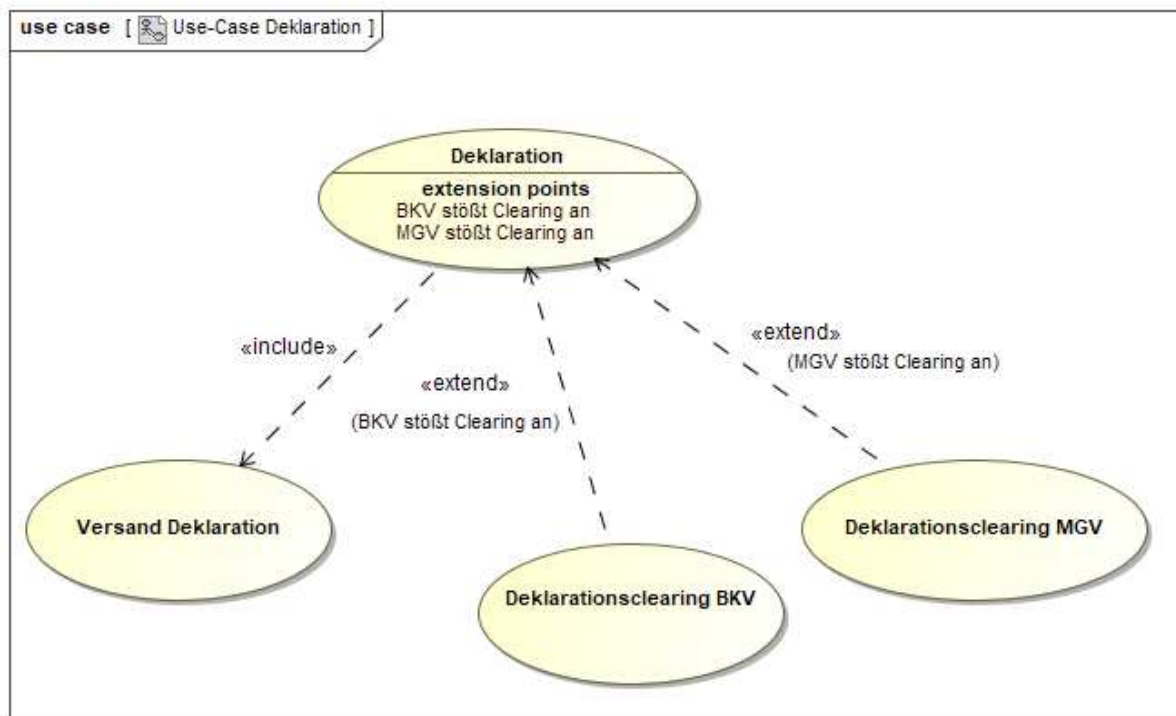 use case [ Use-Case Deklaration ]
Deklaration
extension points
BKV stößt Clearing an
MGV stößt Clearing an
«include»
«extend»
(MGV stößt Clearing an)
«extend»
(BKV stößt Clearing an)
Versand Deklaration
Deklarationsclearing MGV
Deklarationsclearing BKV